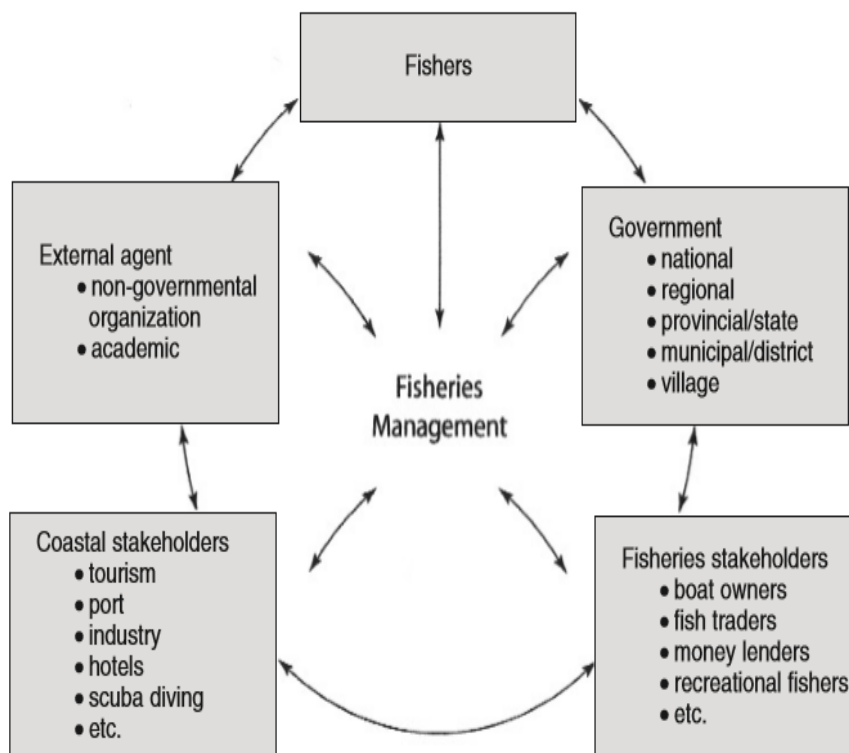 Fishers
External agent
• non-governmental
organization
• academic
Government
• national
• regional
• provincial/state
• municipal/district
• village
Fisheries
Management
Coastal stakeholders
• tourism
• port
• industry
• hotels
• scuba diving
• etc.
Fisheries stakeholders
• boat owners
• fish traders
• money lenders
• recreational fishers
• etc.